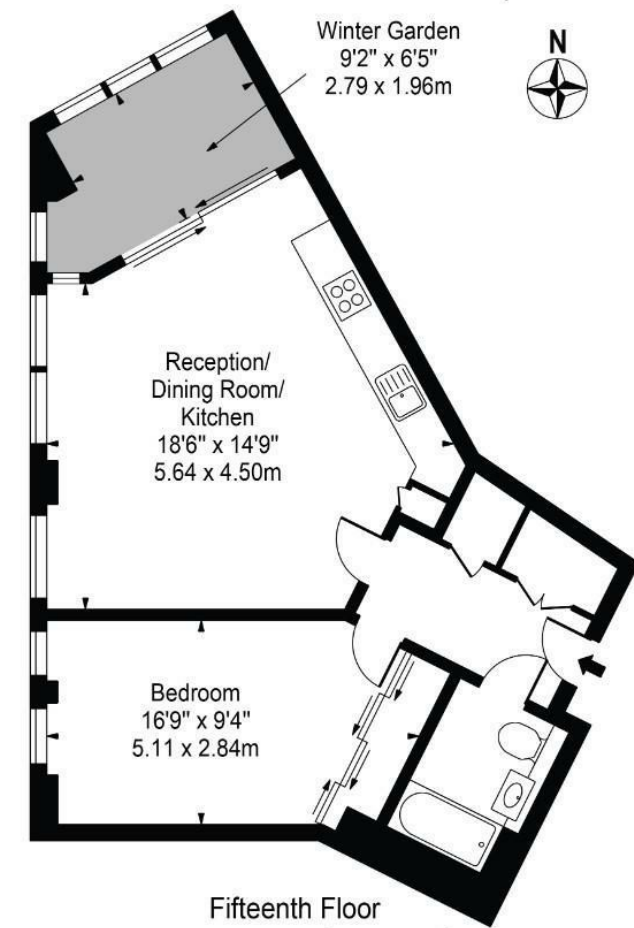 Winter Garden
9'2" x 6'5"
2.79 x 1.96m
N
Reception/
Dining Room/
Kitchen
18'6" x 14'9"
5.64 x 4.50m
Bedroom
16'9" x 9'4"
5.11 x 2.84m
Fifteenth Floor